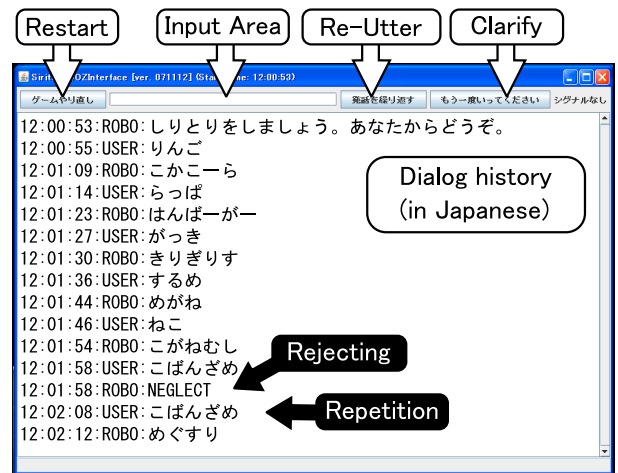 Restart
Input Area
Re-Utter
Clarify
12:00:53)
ゲームやり直し
発話を繰り返す
もう一度いってください
シグナルなし
12:00:53:ROBO:しりとりをしましょう。あなたからどうぞ。
12:00:55:USER:りんご
12:01:09:ROBO:こかこーら
12:01:14:USER:らっぱ
12:01:23:ROBO:はんばーがー
12:01:27:USER:がっき
12:01:30:ROBO:きりぎりす
12:01:36:USER:するめ
12:01:44:ROBO:めがね
12:01:46:USER:ねこ
12:01:54:ROBO:こがねむし
12:01:58:USER:こばんざめ
12:01:58:ROBO:NEGLECT
12:02:08:USER:こばんざめ
12:02:12:ROBO:めぐすり
Dialog history
(in Japanese)
Rejecting
Repetition